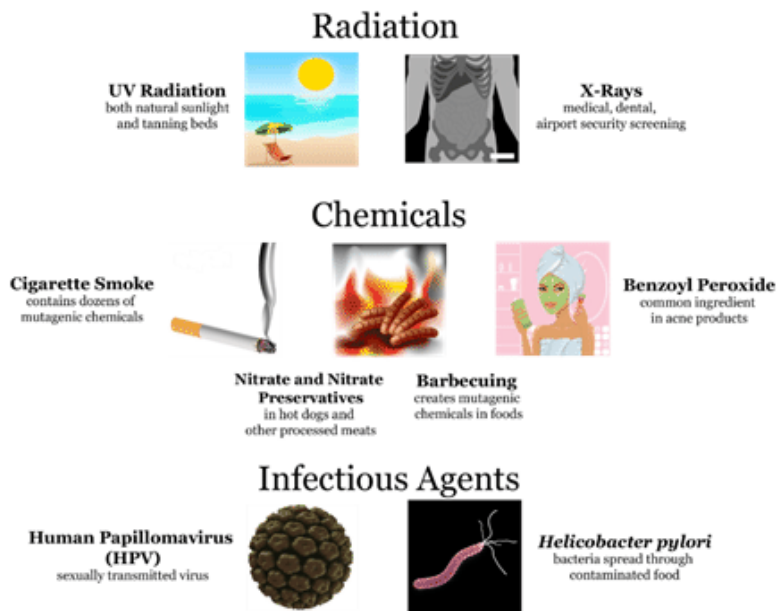 Radiation
UV Radiation
both natural sunlight
and tanning beds
X-Rays
medical, dental,
airport security screening
Chemicals
Cigarette Smoke
contains dozens of
mutagenic chemicals
Benzoyl Peroxide
common ingredient
in acne products
Nitrate and Nitrate
Preservatives
in hot dogs and
other processed meats
Barbecuing
creates mutagenic
chemicals in foods
Infectious Agents
Human Papillomavirus
(HPV)
sexually transmitted virus
Helicobacter pylori
bacteria spread through
contaminated food